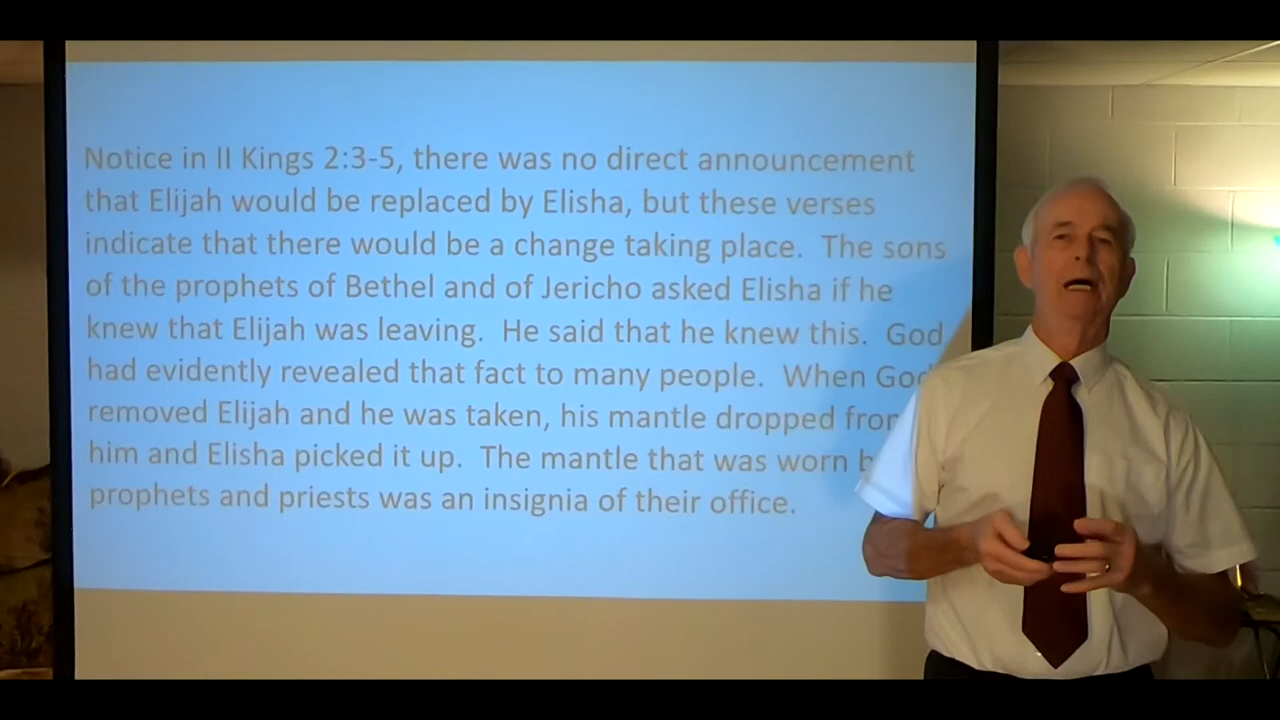 Notice in II Kings 2:3-5, there was no direct announcement
that Elijah would be replaced by Elisha, but these verses
indicate that there would be a change taking place. The sons
of the prophets of Bethel and of Jericho asked Elisha if he
knew that Elijah was leaving. He said that he knew this. God
had evidently revealed that fact to many people. When God
removed Elijah and he was taken, his mantle dropped
him and Elisha picked it up. The mantle that was worn
prophets and priests was an insignia of their office.